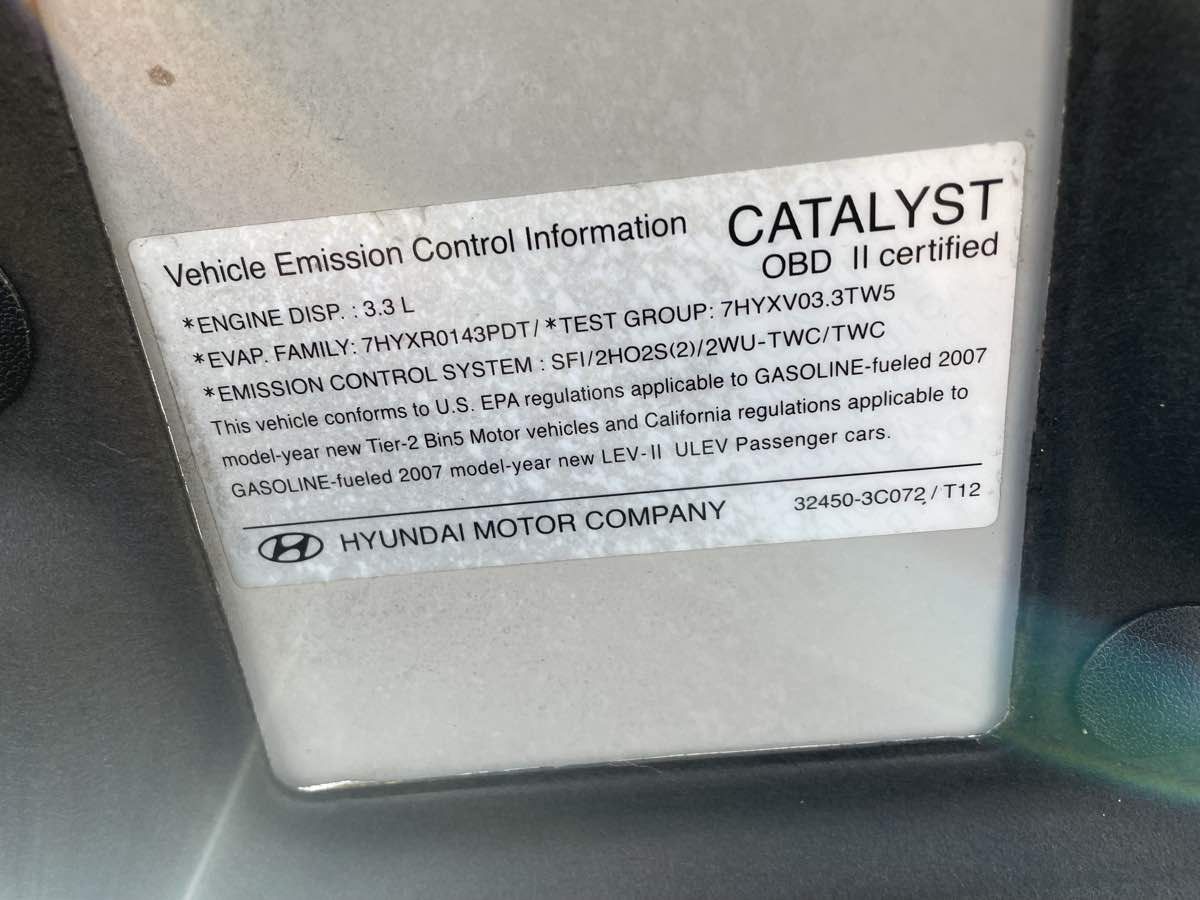 Vehicle Emission Control Information
CATALYST
OBD II certified
*ENGINE DISP. : 3.3 L
*EVAP. FAMILY: 7HYXR0143PDT/ *TEST GROUP: 7HYXV03.3TW5
*EMISSION CONTROL SYSTEM : SFI/2HO2S(2)/2WU-TWC/TWC
This vehicle conforms to U.S. EPA regulations applicable to GASOLINE-fueled 2007
model-year new Tier-2 Bin5 Motor vehicles and California regulations applicable to
GASOLINE-fueled 2007 model-year new LEV-II ULEV Passenger cars.
HYUNDAI MOTOR COMPANY
32450-3C072 / T12